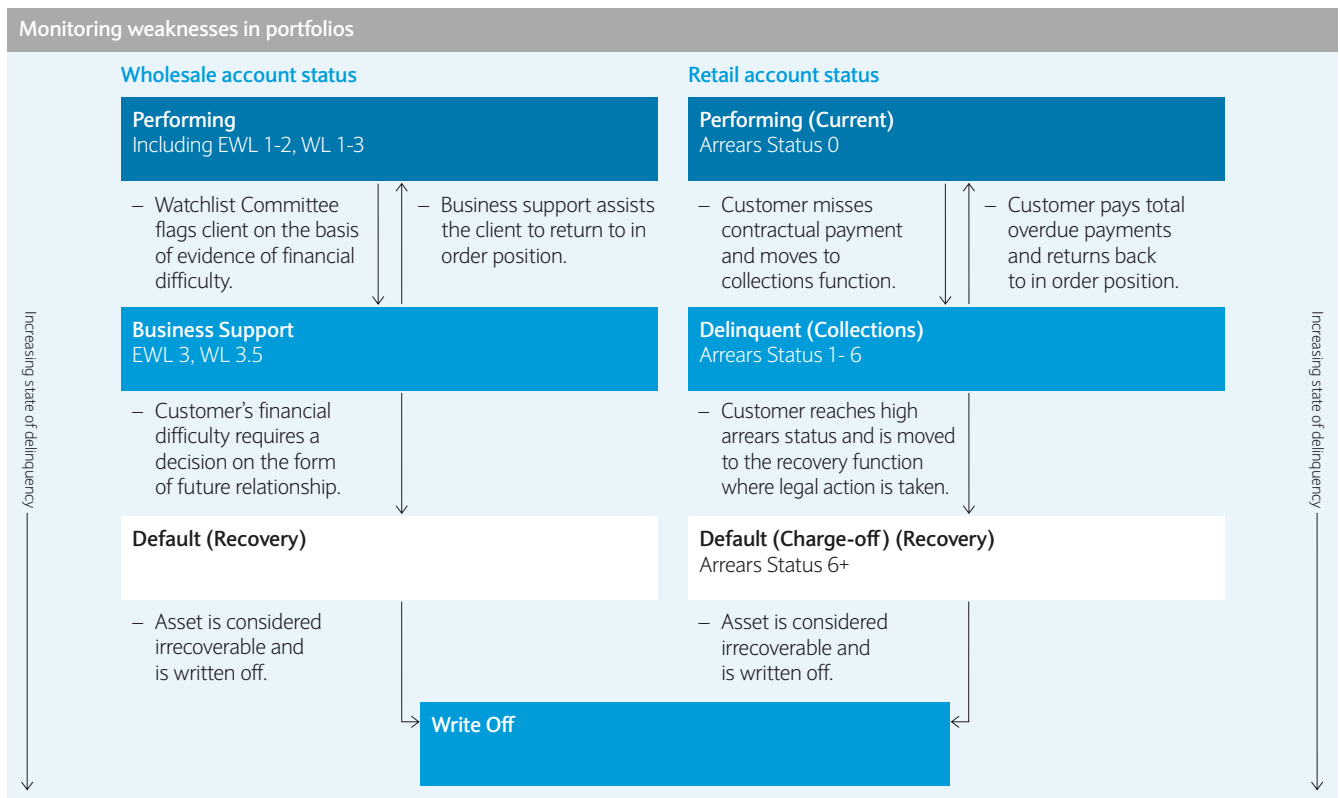 Monitoring weaknesses in portfolios
Wholesale account status
Performing
Including EWL 1-2, WL 1-3
– Watchlist Committee
flags client on the basis
of evidence of financial
difficulty.
– Business support assists
the client to return to in
order position.
Business Support
EWL 3, WL 3.5
– Customer's financial
difficulty requires a
decision on the form
of future relationship.
Default (Recovery)
– Asset is considered
irrecoverable and
is written off.
Retail account status
Performing (Current)
Arrears Status 0
– Customer misses
contractual payment
and moves to
collections function.
– Customer pays total
overdue payments
and returns back
to in order position.
Delinquent (Collections)
Arrears Status 1- 6
– Customer reaches high
arrears status and is moved
to the recovery function
where legal action is taken.
Default (Charge-off) (Recovery)
Arrears Status 6+
– Asset is considered
irrecoverable and
is written off.
Write Off
Increasing state of delinquency
Increasing state of delinquency